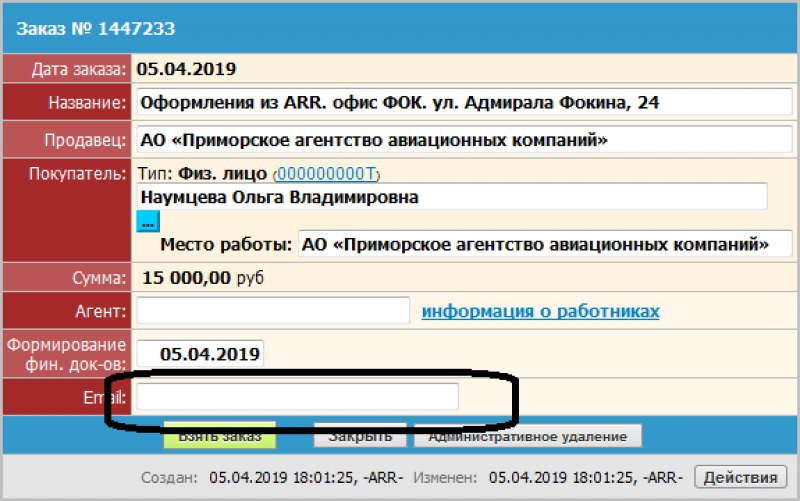 Заказ № 1447233
Дата заказа: 05.04.2019
Название: Оформления из ARR. офис ФОК. ул. Адмирала Фокина, 24
Продавец: АО «Приморское агентство авиационных компаний»
Покупатель: Тип: Физ. лицо (000000000T)
Наумцева Ольга Владимировна
...
Место работы: АО «Приморское агентство авиационных компаний»
Сумма: 15 000,00 руб
Агент: информация о работниках
Формирование
фин. док-ов: 05.04.2019
Email:
Взять заказ Закрыть Административное удаление
Создан: 05.04.2019 18:01:25, -ARR- Изменен: 05.04.2019 18:01:25, -ARR- Действия